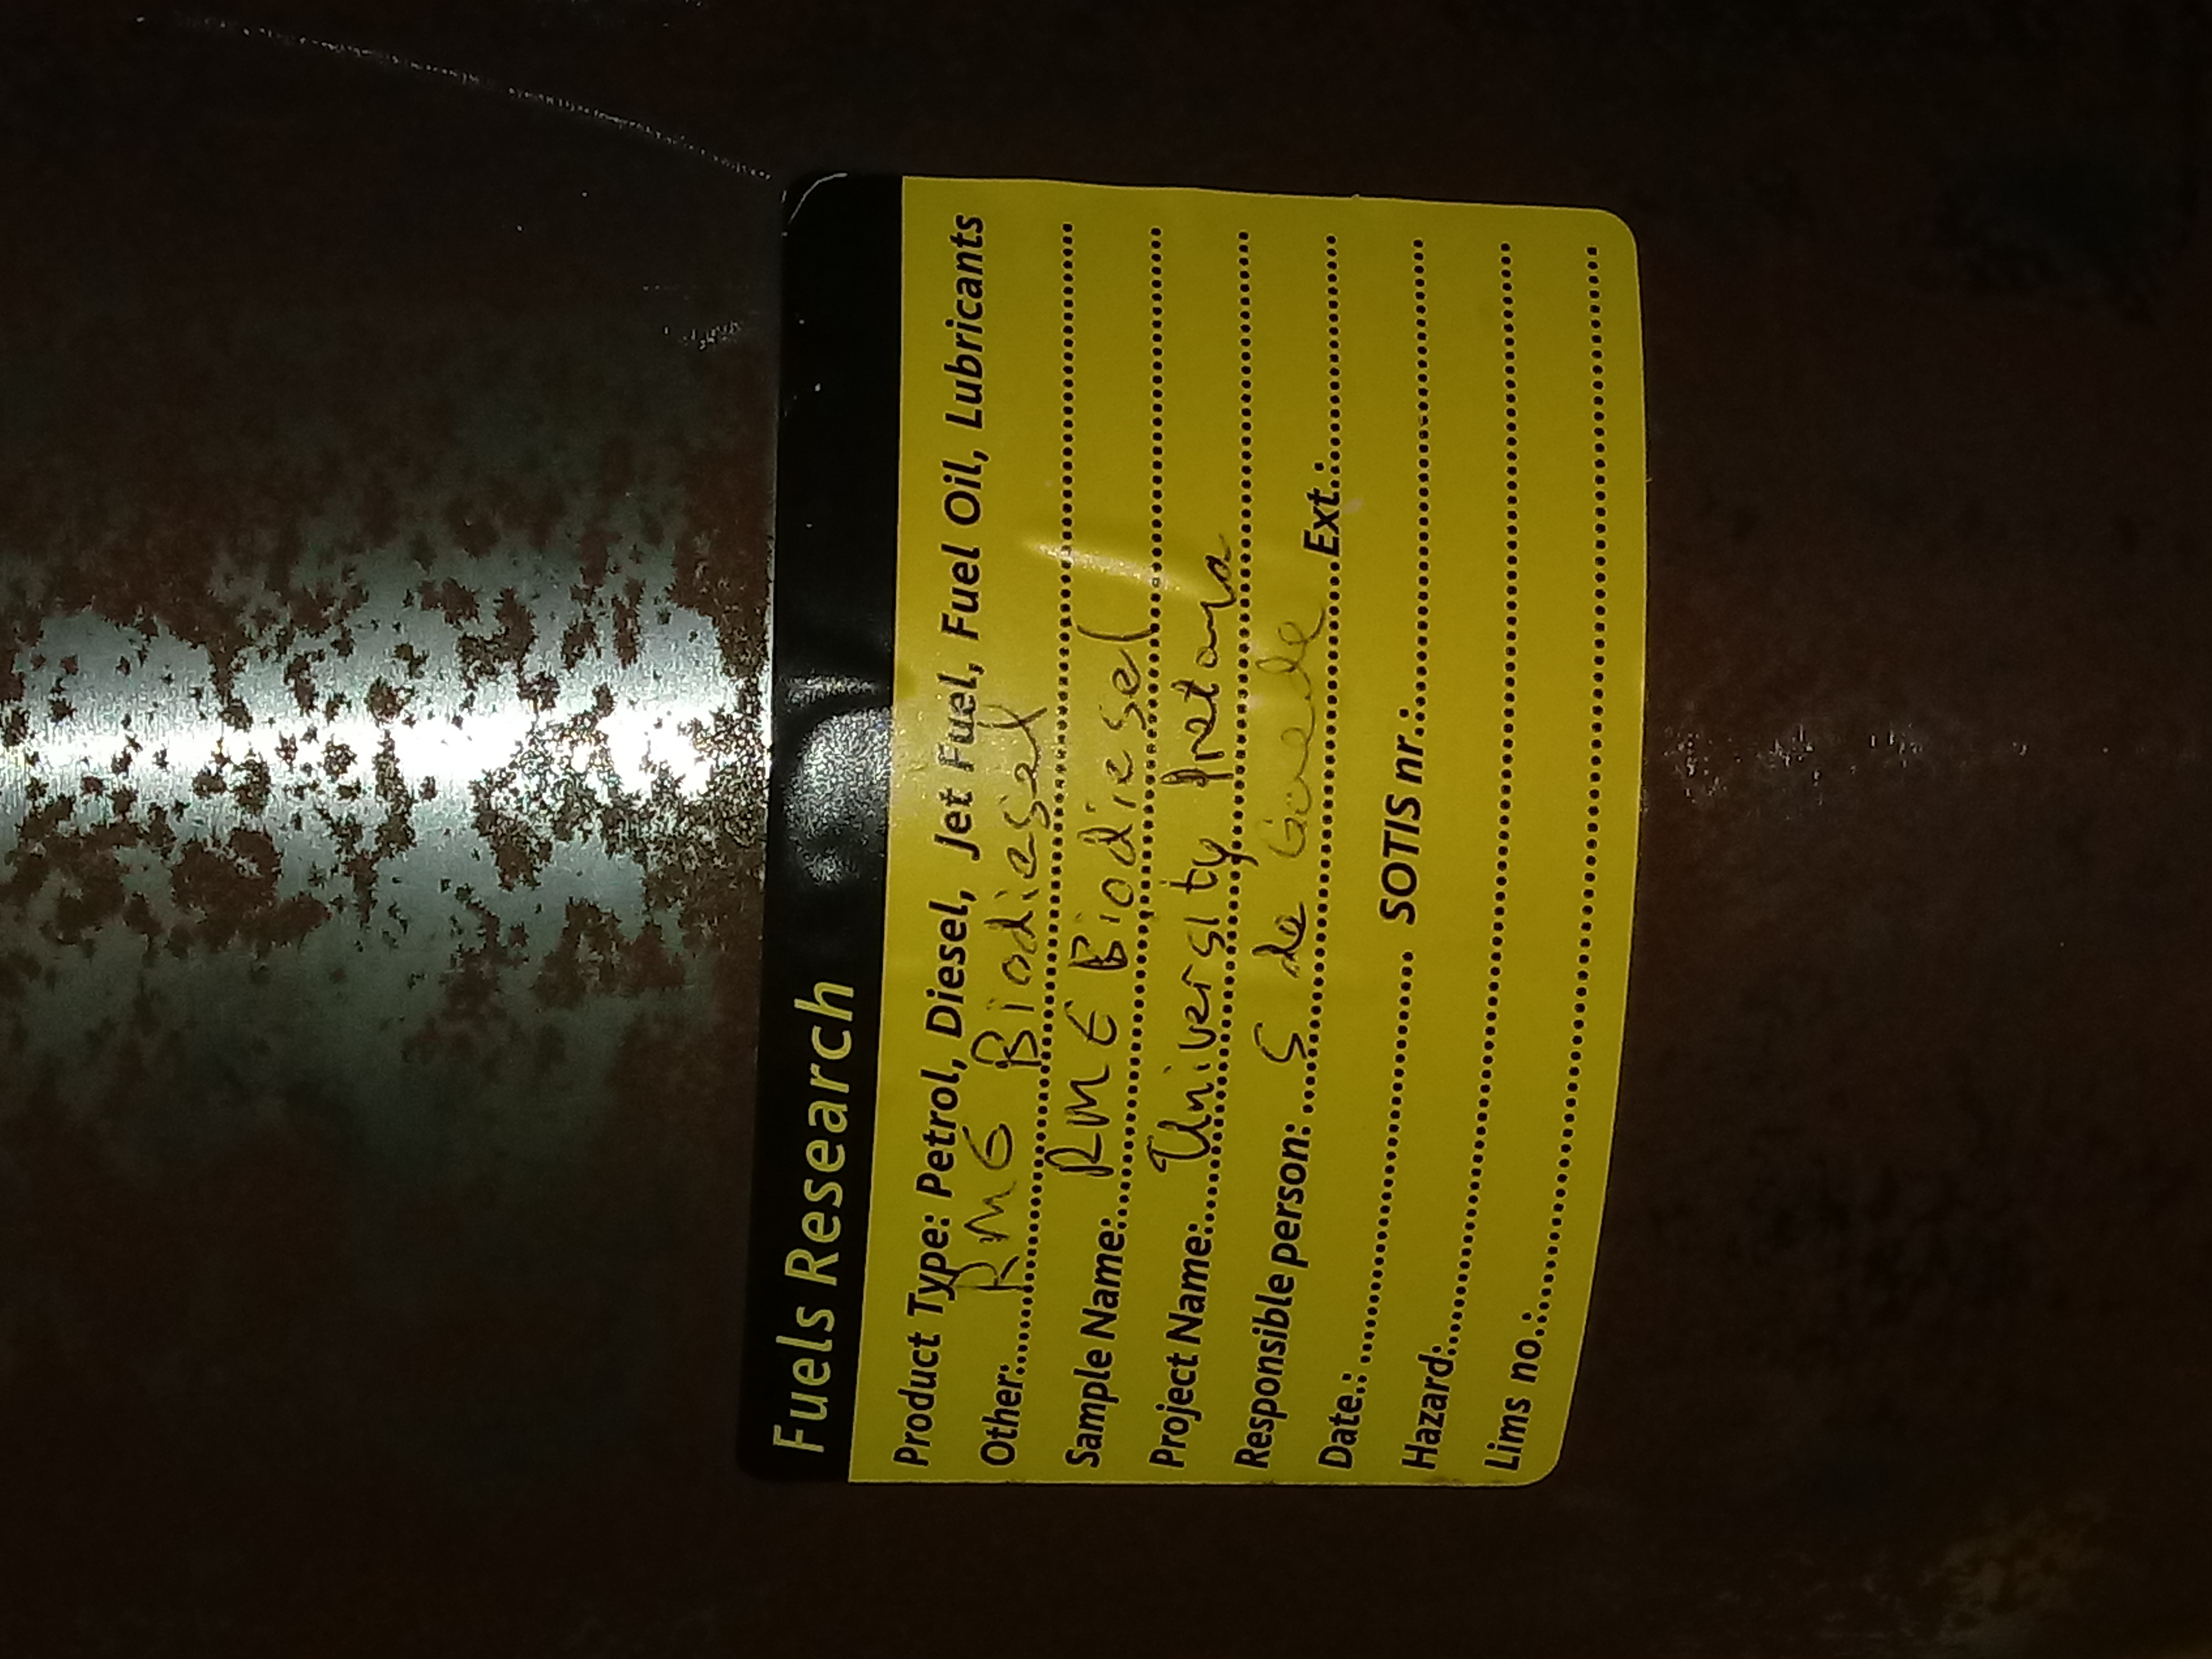 Fuels Research
Product Type: Petrol, Diesel, Jet Fuel, Fuel Oil, Lubricants
Other:..... RME Biodiesel
Sample Name:..... RME Biodiesel
Project Name:..... University Pretoria
Responsible person: ..... S de Goede .....Ext.:.....
Date.: ..... SOTIS nr.:.....
Hazard:.....
Lims no.:.....